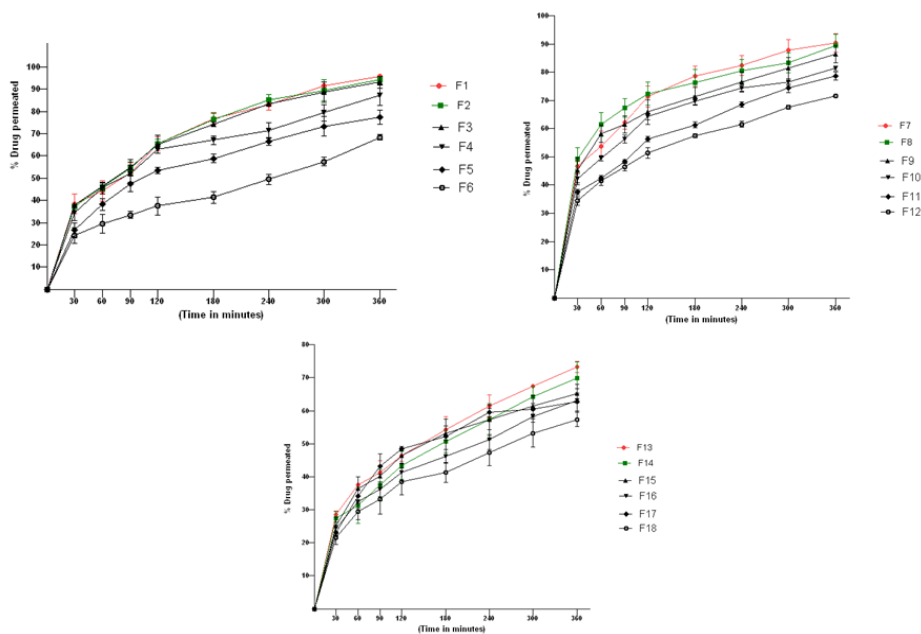 % Drug permeated
100
90
80
70
60
50
40
30
20
10
30 60 90 120 180 240 300 360
(Time in minutes)
F1
F2
F3
F4
F5
F6
% Drug permeated
100
90
80
70
60
50
40
30
20
10
30 60 90 120 180 240 300 360
(Time in minutes)
F7
F8
F9
F10
F11
F12
% Drug permeated
80
70
60
50
40
30
20
10
30 60 90 120 180 240 300 360
(Time in minutes)
F13
F14
F15
F16
F17
F18